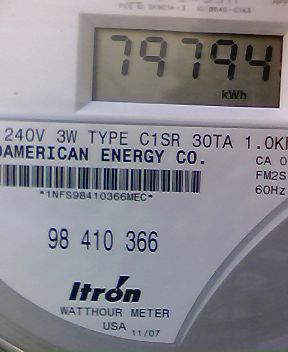 79794
kWh
240V 3W TYPE C1SR 30TA 1.0K
AMERICAN ENERGY CO.
CA 0
FM2S
60Hz
*1NFS98410366MEC*
98 410 366
Itron
WATTHOUR METER
USA 11/07